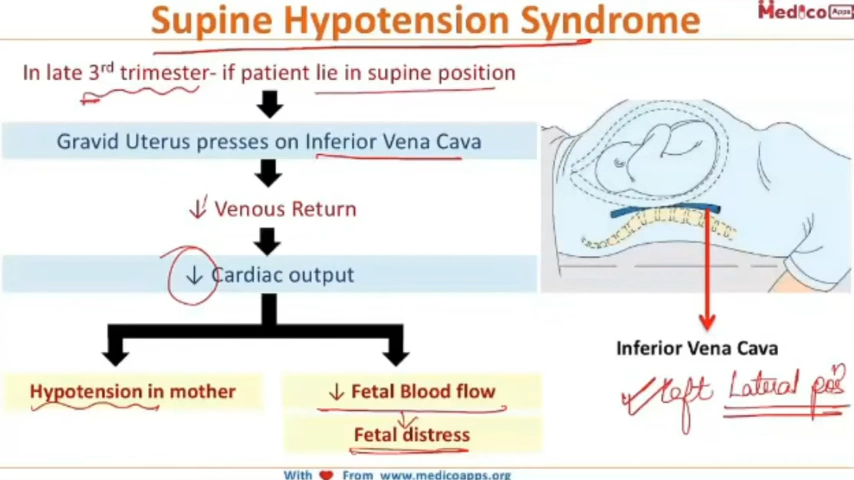 Supine Hypotension Syndrome
Medico Apps
In late 3rd trimester- if patient lie in supine position
Gravid Uterus presses on Inferior Vena Cava
↓ Venous Return
↓ Cardiac output
Inferior Vena Cava
Hypotension in mother
↓ Fetal Blood flow
left Lateral posn
Fetal distress
With ❤ From www.medicoapps.org